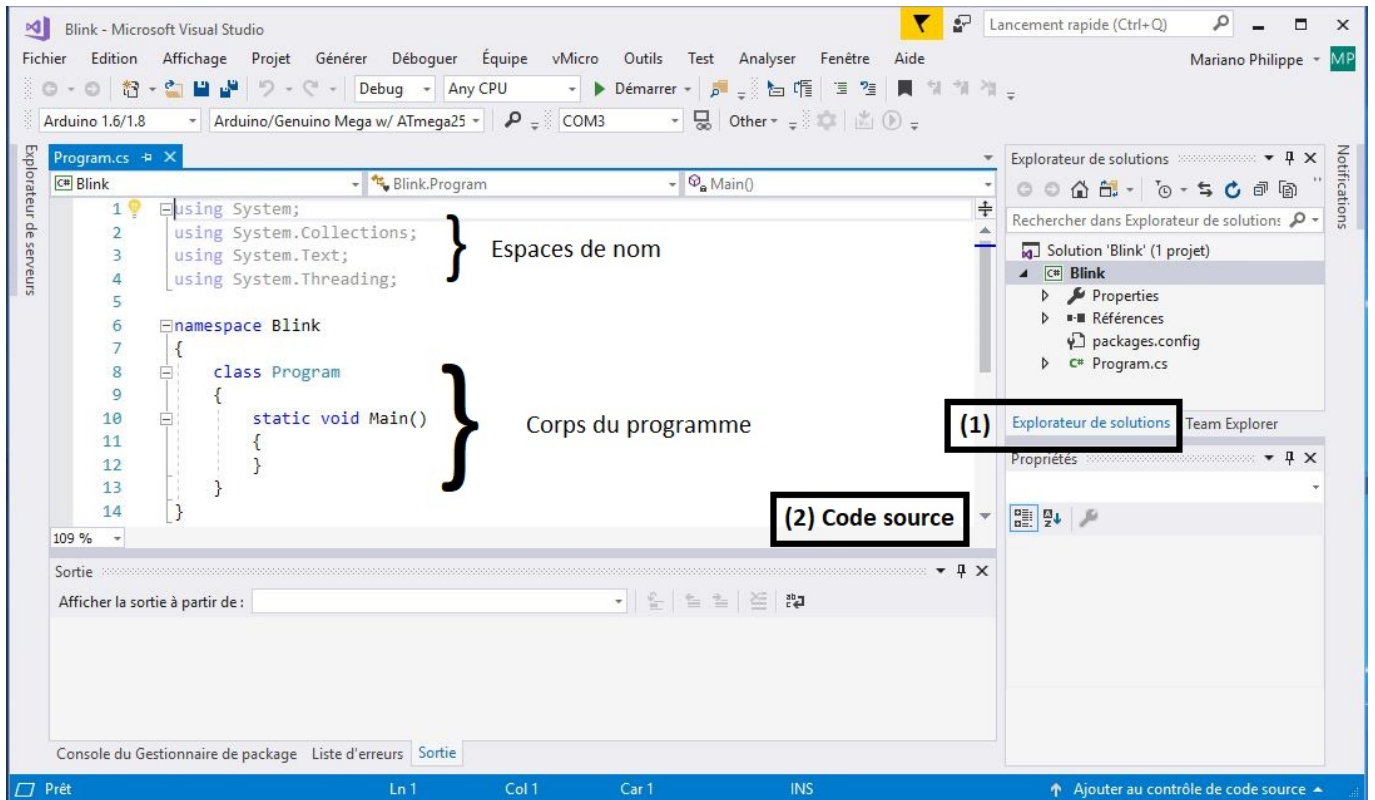 Blink - Microsoft Visual Studio
Lancement rapide (Ctrl+Q)
Fichier Edition Affichage Projet Générer Déboguer Équipe vMicro Outils Test Analyser Fenêtre Aide
Mariano Philippe MP
Debug Any CPU Démarrer
Arduino 1.6/1.8 Arduino/Genuino Mega w/ ATmega25 COM3 Other
Explorateur de serveurs
Program.cs
C# Blink Blink.Program Main()
1 using System;
2 using System.Collections;
3 using System.Text;
4 using System.Threading;
5
6 namespace Blink
7 {
8 class Program
9 {
10 static void Main()
11 {
12 }
13 }
14 }
} Espaces de nom
} Corps du programme
(2) Code source
109 %
Explorateur de solutions
Rechercher dans Explorateur de solutions
Solution 'Blink' (1 projet)
C# Blink
Properties
Références
packages.config
C# Program.cs
(1) Explorateur de solutions Team Explorer
Propriétés
Notifications
Sortie
Afficher la sortie à partir de :
Console du Gestionnaire de package Liste d'erreurs Sortie
Prêt Ln 1 Col 1 Car 1 INS Ajouter au contrôle de code source